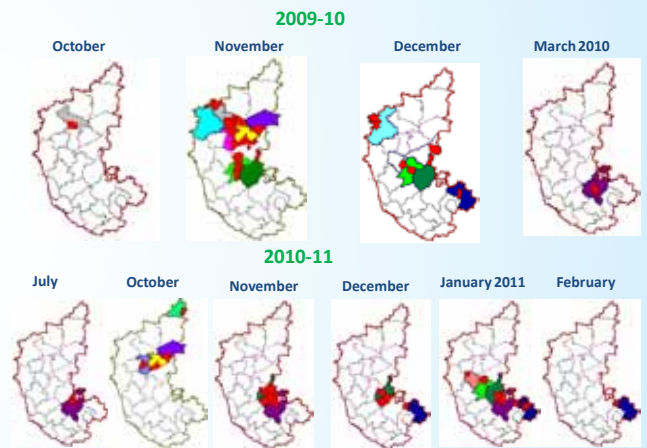 2009-10
October
November
December
March 2010
2010-11
July
October
November
December
January 2011
February